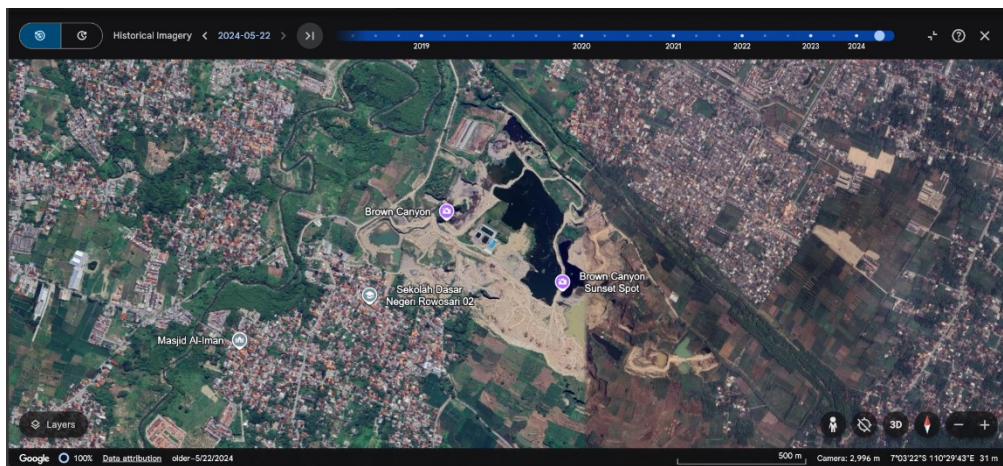 Historical Imagery 2024-05-22
2019 2020 2021 2022 2023 2024
Brown Canyon
Brown Canyon
Sunset Spot
Sekolah Dasar
Negeri Rowosari 02
Masjid Al-Iman
Layers
3D
Google 100% Data attribution older-5/22/2024 500 m Camera: 2,996 m 7°03'22"S 110°29'43"E 31 m